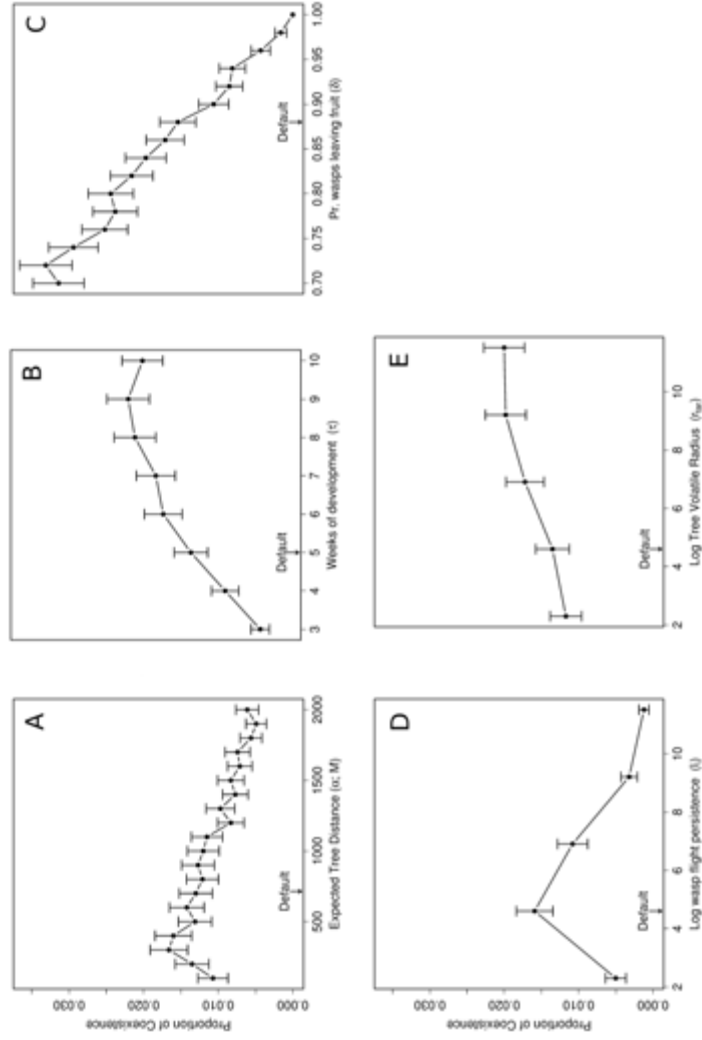 A
Proportion of Coexistence
0.030
0.020
0.010
0.000
Default
500 1000 1500 2000
Expected Tree Distance (α; M)
B
Default
3 4 5 6 7 8 9 10
Weeks of development (τ)
C
Default
0.70 0.75 0.80 0.85 0.90 0.95 1.00
Pr. wasps leaving fruit (δ)
D
Proportion of Coexistence
0.030
0.020
0.010
0.000
Default
2 4 6 8 10
Log wasp flight persistence
E
Default
2 4 6 8 10
Log Tree Volatile Radius